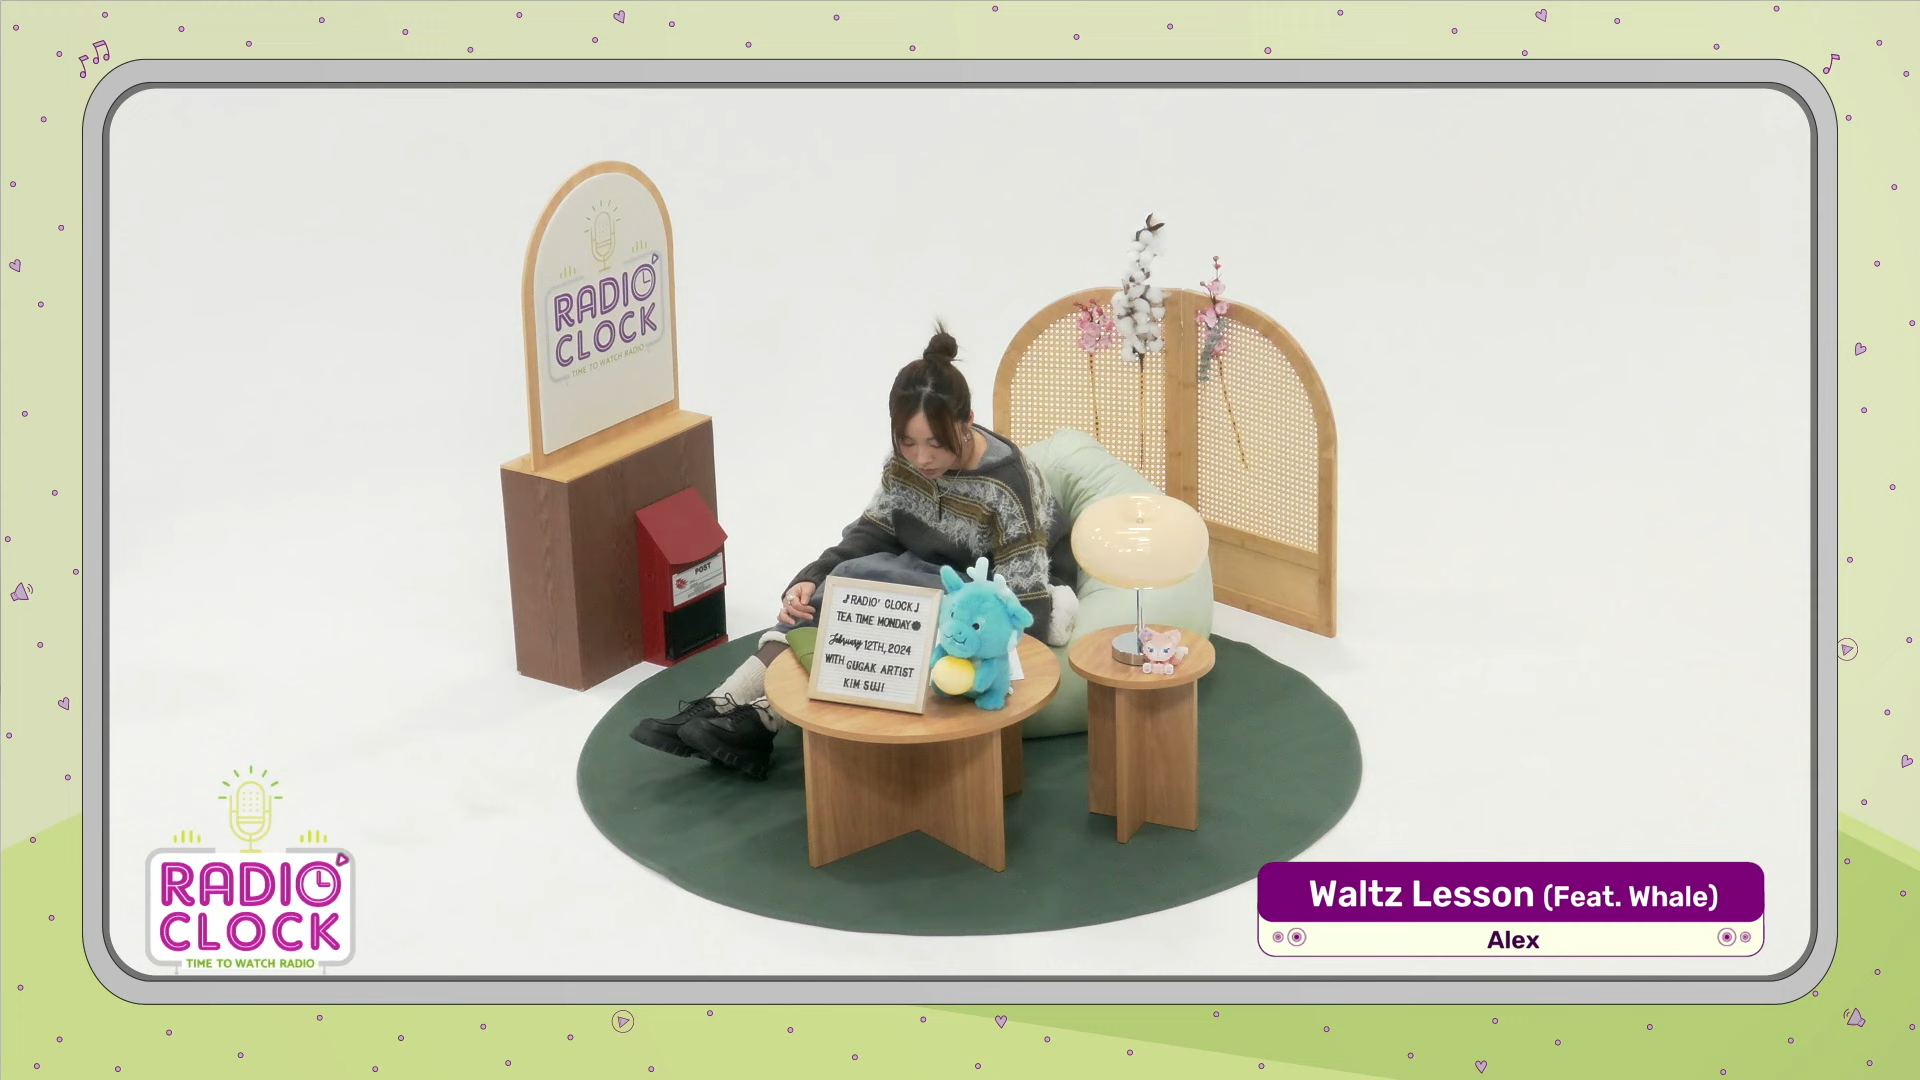 RADIO
CLOCK
TIME TO WATCH RADIO
POST
♪RADIO' CLOCK♩
TEA TIME MONDAY
February 12TH, 2024
WITH GUGAK ARTIST
KIM SUJI
RADIO
CLOCK
TIME TO WATCH RADIO
Waltz Lesson (Feat. Whale)
Alex